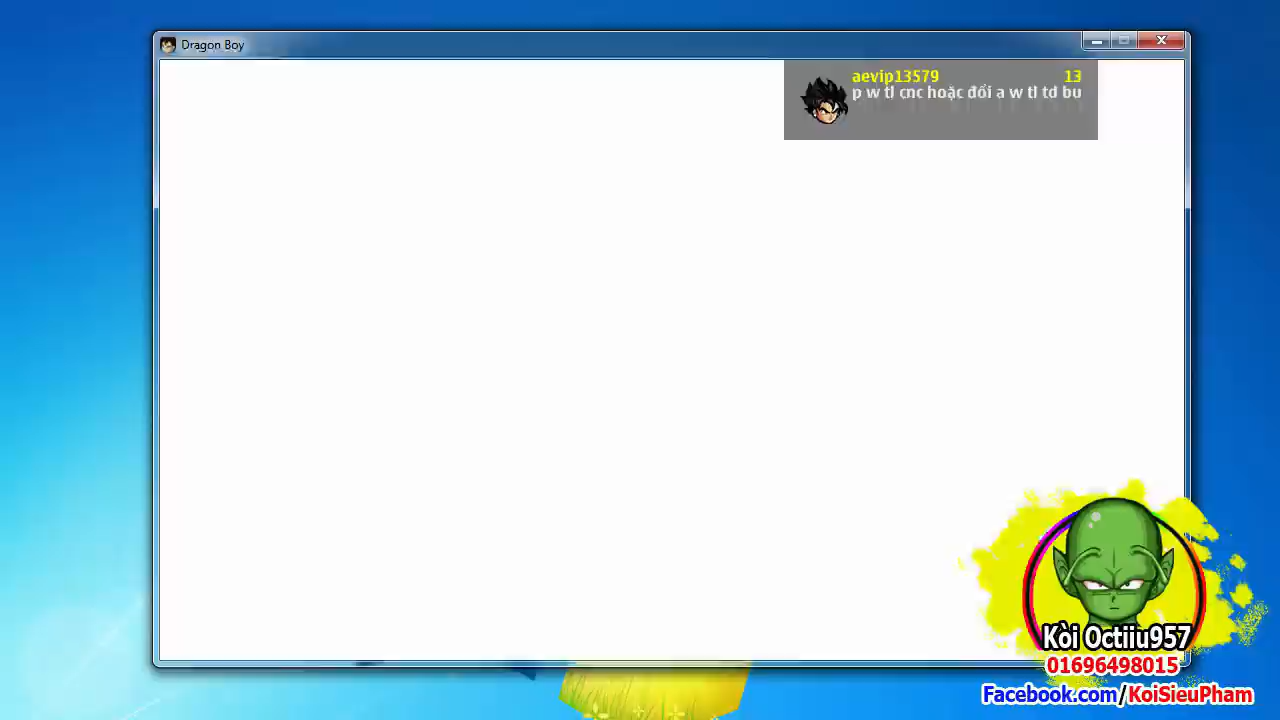 Dragon Boy
aevip13579 13
p w tl cnc hoặc đổi a w tl td bu
Kòi Octiiu957
01696498015
Facebook.com/KoiSieuPham